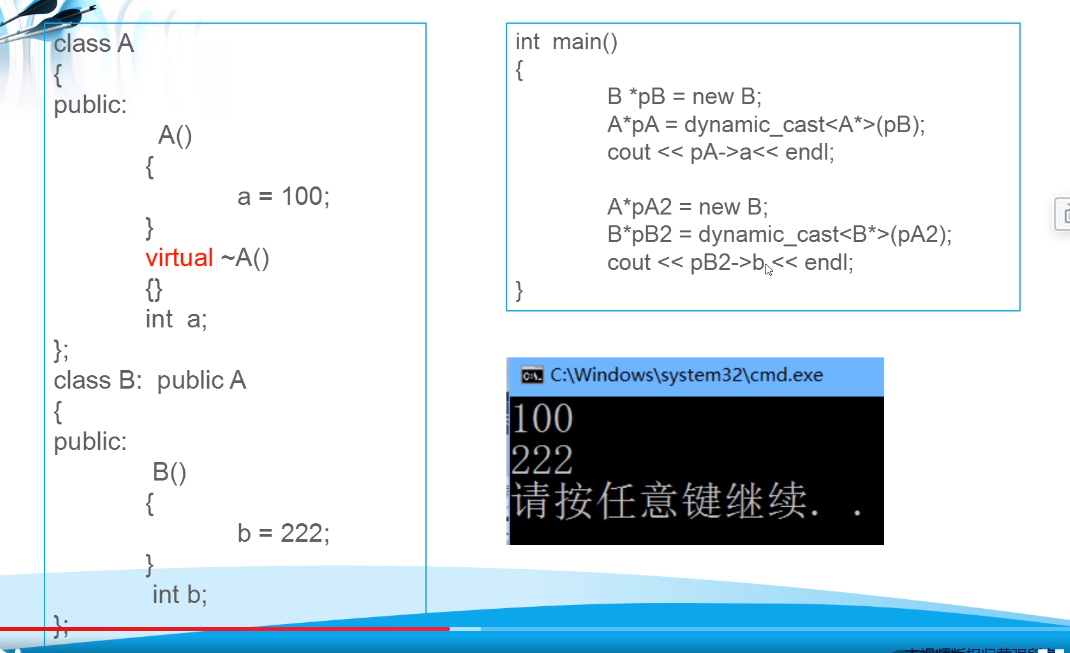 class A
{
public:
A()
{
a = 100;
}
virtual ~A()
{}
int a;
};
class B: public A
{
public:
B()
{
b = 222;
}
int b;
};
int main()
{
B *pB = new B;
A*pA = dynamic_cast<A*>(pB);
cout << pA->a<< endl;
A*pA2 = new B;
B*pB2 = dynamic_cast<B*>(pA2);
cout << pB2->b << endl;
}
C:\Windows\system32\cmd.exe
100
222
请按任意键继续. .